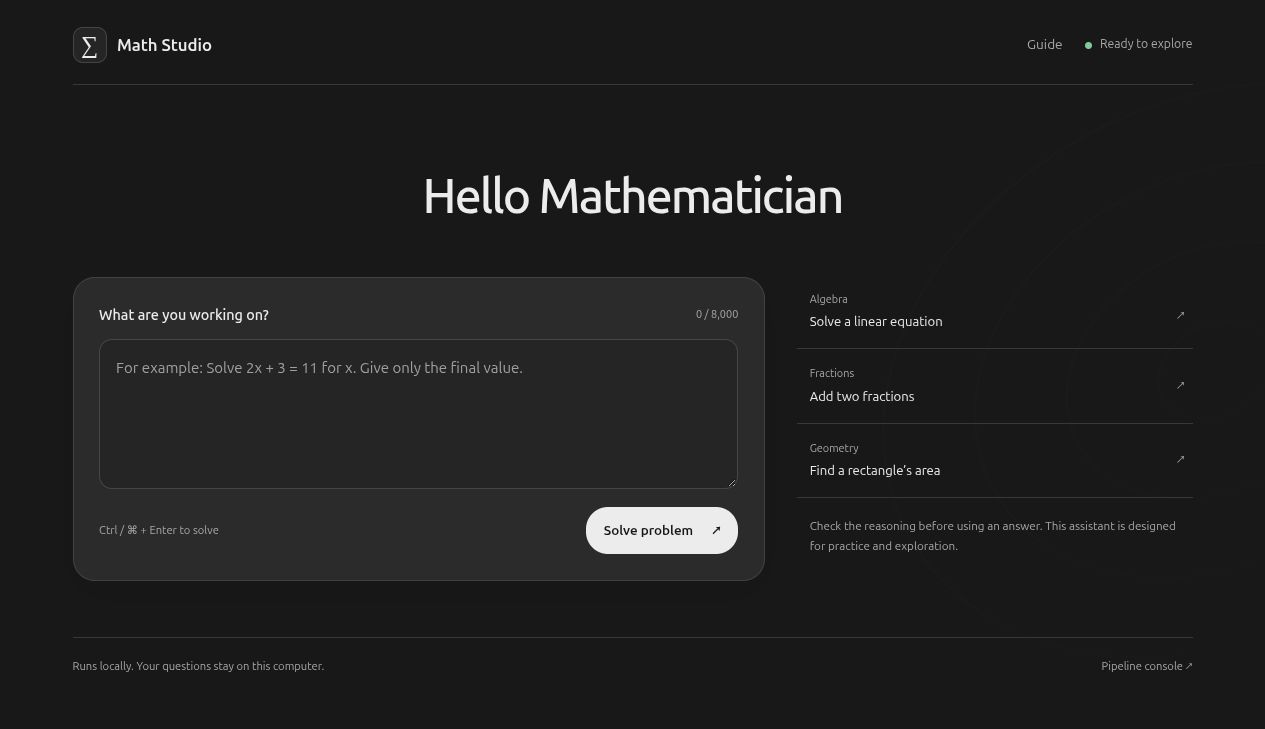 ∑ Math Studio
Guide
Ready to explore
Hello Mathematician
What are you working on?
0 / 8,000
For example: Solve 2x + 3 = 11 for x. Give only the final value.
Ctrl / ⌘ + Enter to solve
Solve problem ↗
Algebra
Solve a linear equation ↗
Fractions
Add two fractions ↗
Geometry
Find a rectangle’s area ↗
Check the reasoning before using an answer. This assistant is designed
for practice and exploration.
Runs locally. Your questions stay on this computer.
Pipeline console ↗